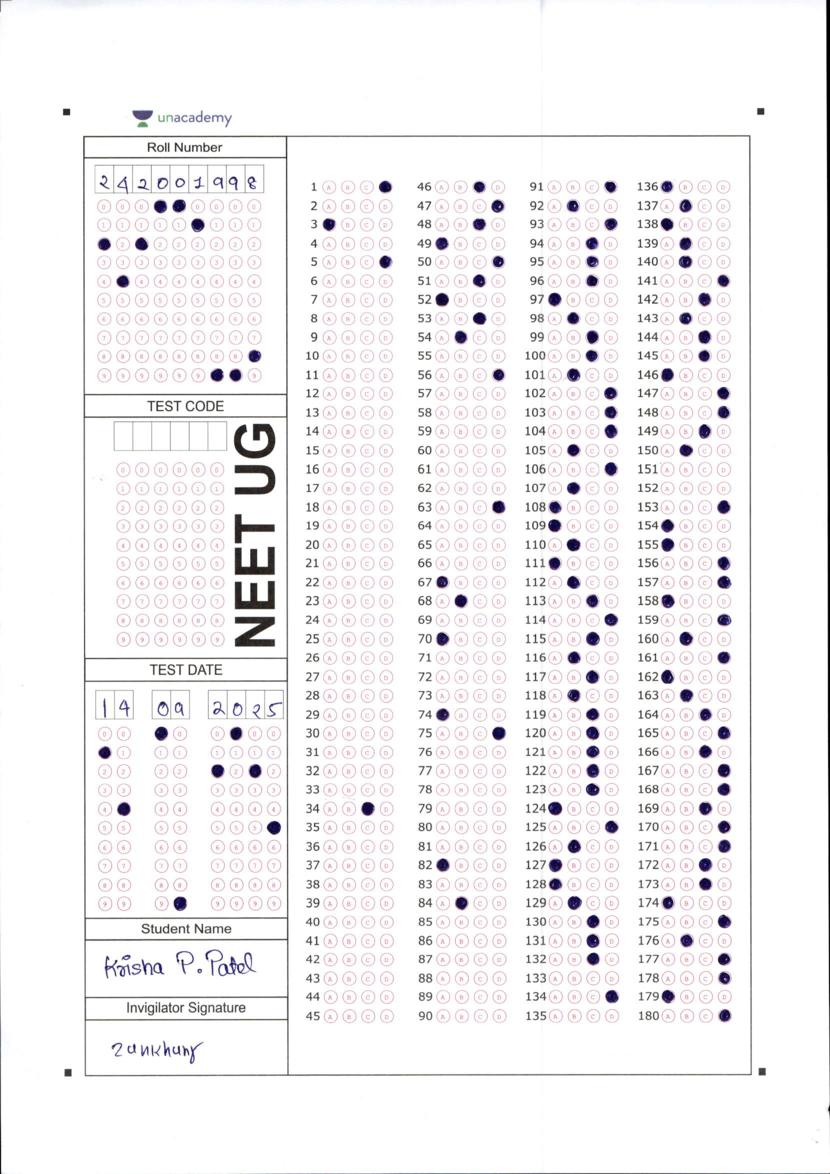 unacademy
Roll Number
2 4 2 0 0 1 9 9 8
TEST CODE
NEET UG
TEST DATE
14 09 2025
Student Name
Krisha P. Patel
Invigilator Signature
1 A B C 46 A B D 91 A B C 136 B C D
2 A B C D 47 A B C 92 A C D 137 A C D
3 B C D 48 A B D 93 A B C 138 B C D
4 A B C D 49 B C D 94 A B D 139 A C D
5 A B C 50 A B C 95 A B D 140 A C D
6 A B C D 51 A B D 96 A B D 141 A B C
7 A B C D 52 B C D 97 B C D 142 A B D
8 A B C D 53 A B D 98 A C D 143 A C D
9 A B C D 54 A C D 99 A B D 144 A B D
10 A B C D 55 A B C D 100 A B D 145 A B D
11 A B C D 56 A B C 101 A C D 146 B C D
12 A B C D 57 A B C D 102 A B C 147 A B C
13 A B C D 58 A B C D 103 A B C 148 A B C
14 A B C D 59 A B C D 104 A B C 149 A B D
15 A B C D 60 A B C D 105 A C D 150 A C D
16 A B C D 61 A B C D 106 A B C 151 A B C D
17 A B C D 62 A B C D 107 A C D 152 A B C D
18 A B C D 63 A B C 108 B C D 153 A B C
19 A B C D 64 A B C D 109 B C D 154 B C D
20 A B C D 65 A B C D 110 A C D 155 B C D
21 A B C D 66 A B C D 111 B C D 156 A B C
22 A B C D 67 B C D 112 A C D 157 A B C
23 A B C D 68 A C D 113 A B D 158 B C D
24 A B C D 69 A B C D 114 A B C 159 A B C
25 A B C D 70 B C D 115 A B D 160 A C D
26 A B C D 71 A B C D 116 A C D 161 A B C
27 A B C D 72 A B C D 117 A B D 162 B C D
28 A B C D 73 A B C D 118 A C D 163 A C D
29 A B C D 74 B C D 119 A B D 164 A B D
30 A B C D 75 A B C 120 A B D 165 A B C
31 A B C D 76 A B C D 121 A B D 166 A B D
32 A B C D 77 A B C D 122 A B D 167 A B C
33 A B C D 78 A B C D 123 A B D 168 A B C
34 A B D 79 A B C D 124 B C D 169 A B D
35 A B C D 80 A B C D 125 A B C 170 A B C
36 A B C D 81 A B C D 126 A C D 171 A B C
37 A B C D 82 B C D 127 B C D 172 A B D
38 A B C D 83 A B C D 128 B C D 173 A B D
39 A B C D 84 A C D 129 A C D 174 B C D
40 A B C D 85 A B C D 130 A B D 175 A B C
41 A B C D 86 A B C D 131 A B D 176 A C D
42 A B C D 87 A B C D 132 A B D 177 A B C
43 A B C D 88 A B C D 133 A B C D 178 A B C
44 A B C D 89 A B C D 134 A B C 179 B C D
45 A B C D 90 A B C D 135 A B C D 180 A B C